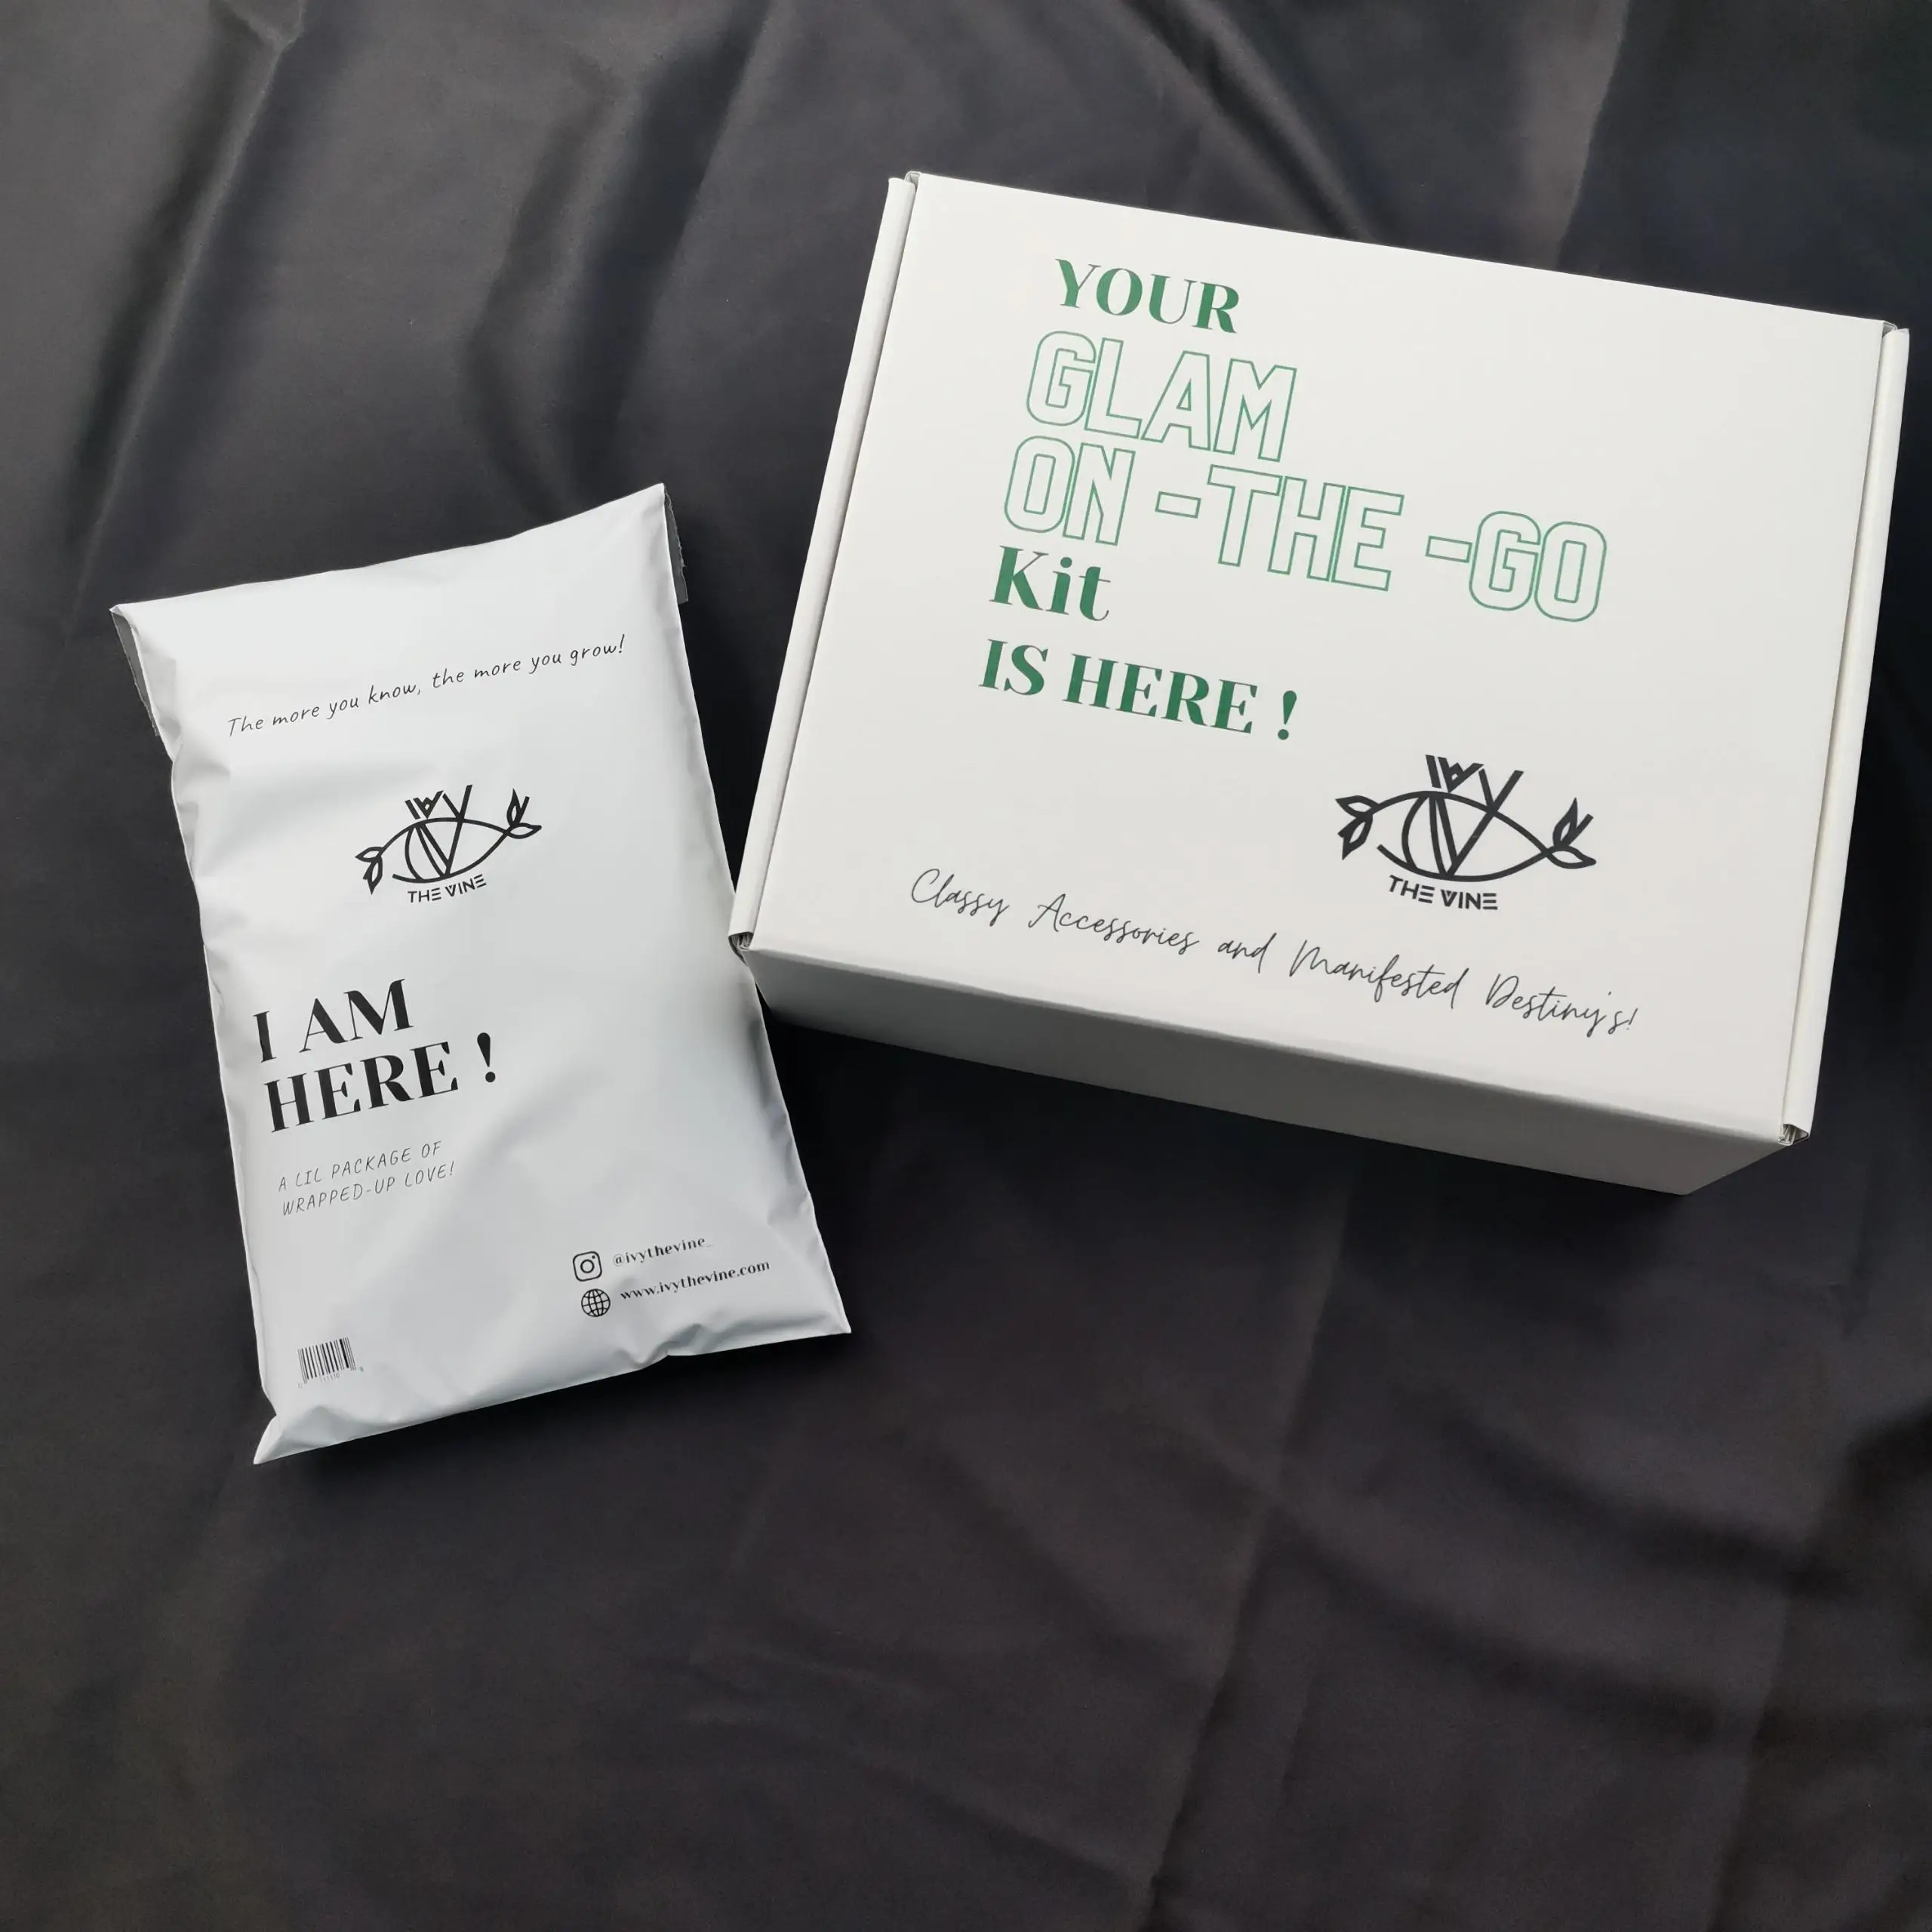 The more you know, the more you grow!
IVY
THE VINE
I AM
HERE !
A LIL PACKAGE OF
WRAPPED-UP LOVE!
@ivythevine_
www.ivythevine.com
YOUR
GLAM
ON -THE -GO
Kit
IS HERE !
IVY
THE VINE
Classy Accessories and Manifested Destiny's!